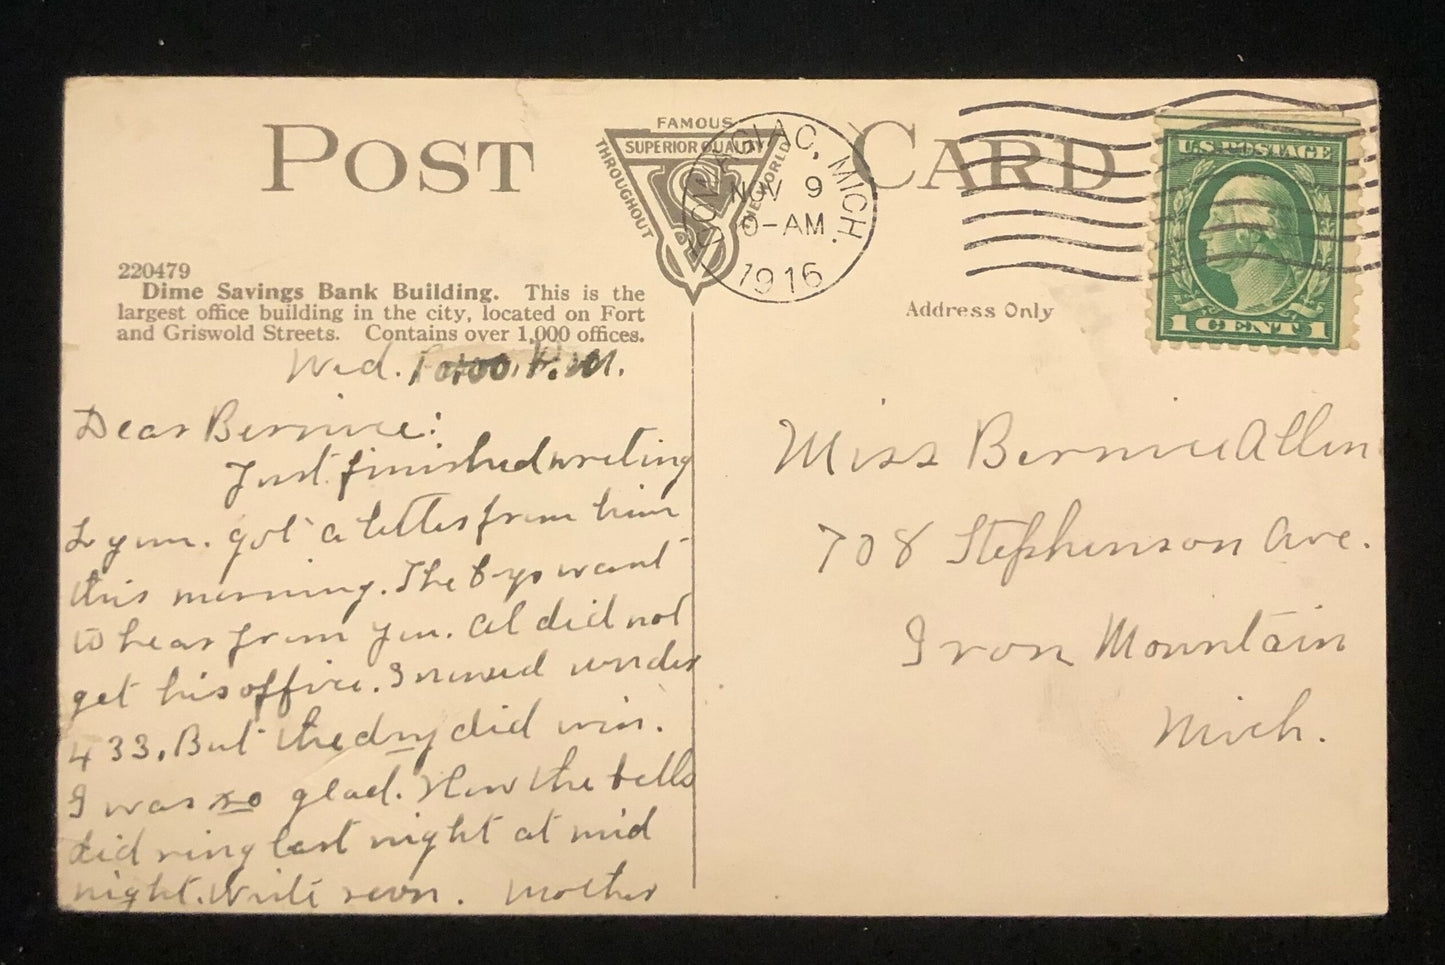 POST CARD
FAMOUS
SUPERIOR QUALITY
THROUGHOUT
THE WORLD
DOWAGIAC, MICH.
NOV 9
-AM
1916
U.S. POSTAGE
1 CENT 1
220479
Dime Savings Bank Building. This is the
largest office building in the city, located on Fort
and Griswold Streets. Contains over 1,000 offices.
Address Only
Wed. 10:00 A.M.
Dear Bernice:
Just finished writing
Lynn. got a letter from him
this morning. The boys want
to hear from you. Al did not
get his office. Snowed under
433. But the dry did win.
I was so glad. How the bells
did ring last night at mid
night. Write soon. Mother
Miss Bernice Allen
708 Stephenson Ave.
Iron Mountain
Mich.